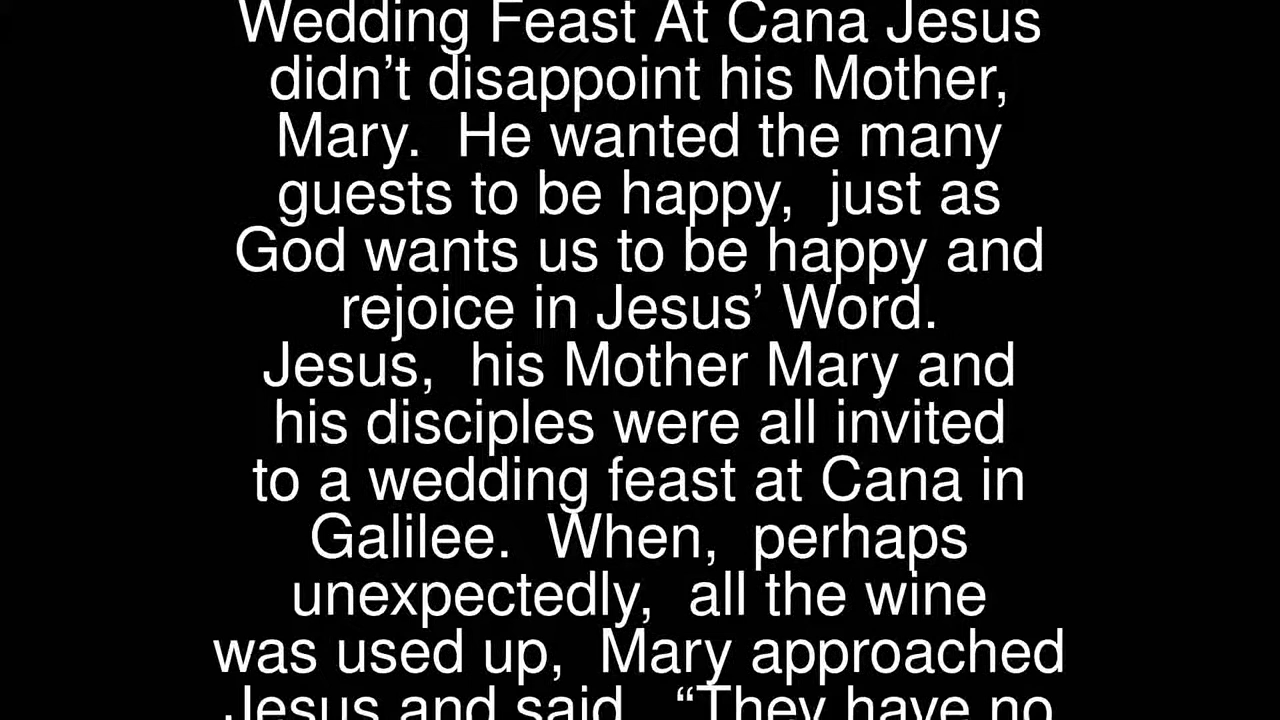 Wedding Feast At Cana Jesus
didn’t disappoint his Mother,
Mary.  He wanted the many
guests to be happy,  just as
God wants us to be happy and
rejoice in Jesus’ Word.
Jesus,  his Mother Mary and
his disciples were all invited
to a wedding feast at Cana in
Galilee.  When,  perhaps
unexpectedly,  all the wine
was used up,  Mary approached
Jesus and said  “They have no